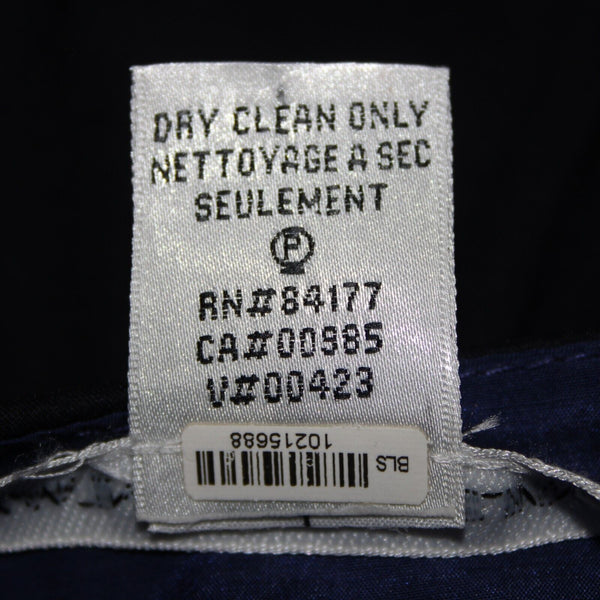 DRY CLEAN ONLY
NETTOYAGE A SEC
SEULEMENT
P
RN#84177
CA#00985
V#00423
BLS
10215688